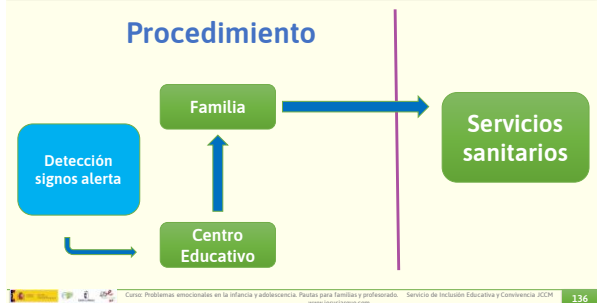 Procedimiento
Familia
Servicios
sanitarios
Detección
signos alerta
Centro
Educativo
Curso: Problemas emocionales en la infancia y adolescencia. Pautas para familias y profesorado. Servicio de Inclusión Educativa y Convivencia JCCM
136